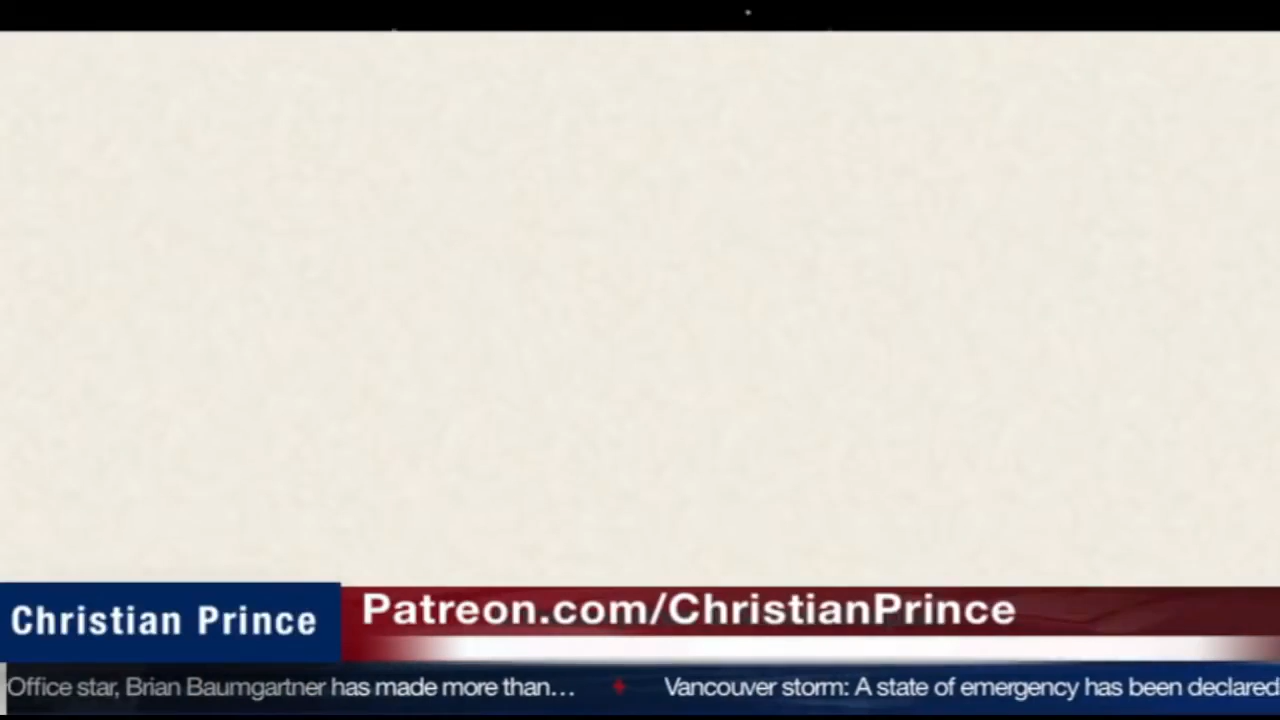 Christian Prince
Patreon.com/ChristianPrince
Office star, Brian Baumgartner has made more than…
Vancouver storm: A state of emergency has been declared